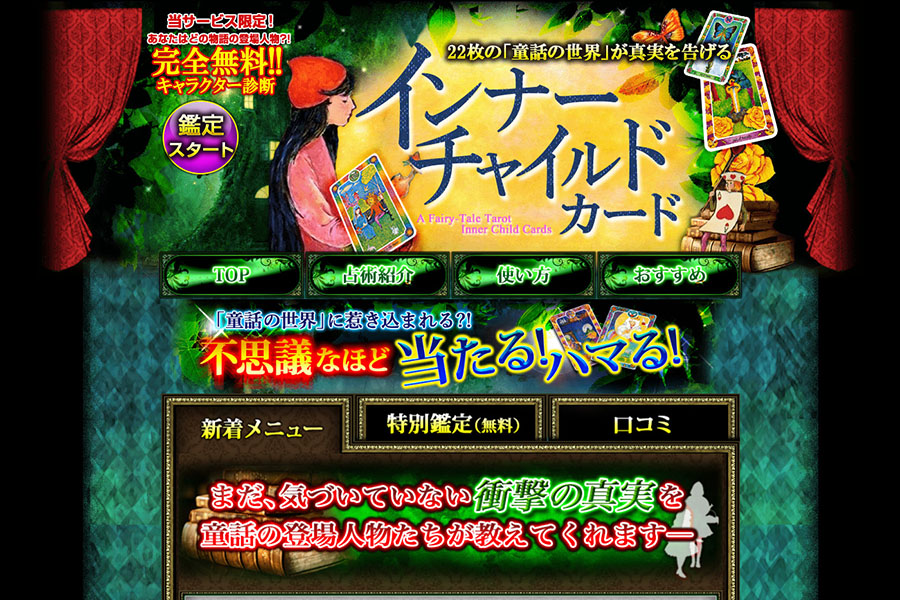 当サービス限定!
あなたはどの物語の登場人物?!
完全無料!!
キャラクター診断
鑑定
スタート
22枚の「童話の世界」が真実を告げる
インナー
チャイルド
カード
A Fairy-Tale Tarot
Inner Child Cards
TOP
占術紹介
使い方
おすすめ
「童話の世界」に惹き込まれる?!
不思議なほど当たる!ハマる!
新着メニュー
特別鑑定(無料)
口コミ
まだ、気づいていない衝撃の真実を
童話の登場人物たちが教えてくれます―